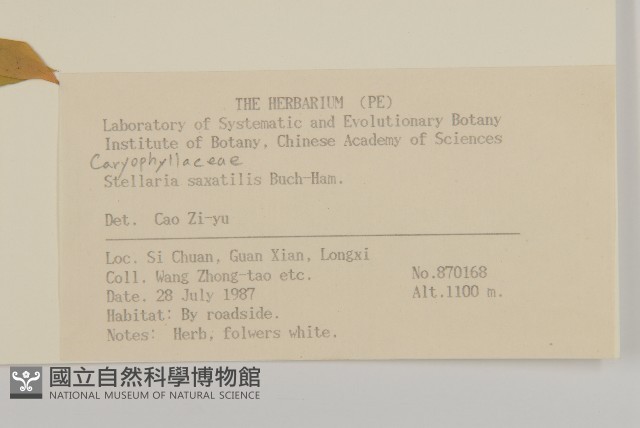 THE HERBARIUM (PE)
Laboratory of Systematic and Evolutionary Botany
Institute of Botany, Chinese Academy of Sciences
Caryophyllaceae
Stellaria saxatilis Buch-Ham.
Det. Cao Zi-yu
Loc. Si Chuan, Guan Xian, Longxi
Coll. Wang Zhong-tao etc. No.870168
Date. 28 July 1987 Alt.1100 m.
Habitat: By roadside.
Notes: Herb, folwers white.
國立自然科學博物館
NATIONAL MUSEUM OF NATURAL SCIENCE